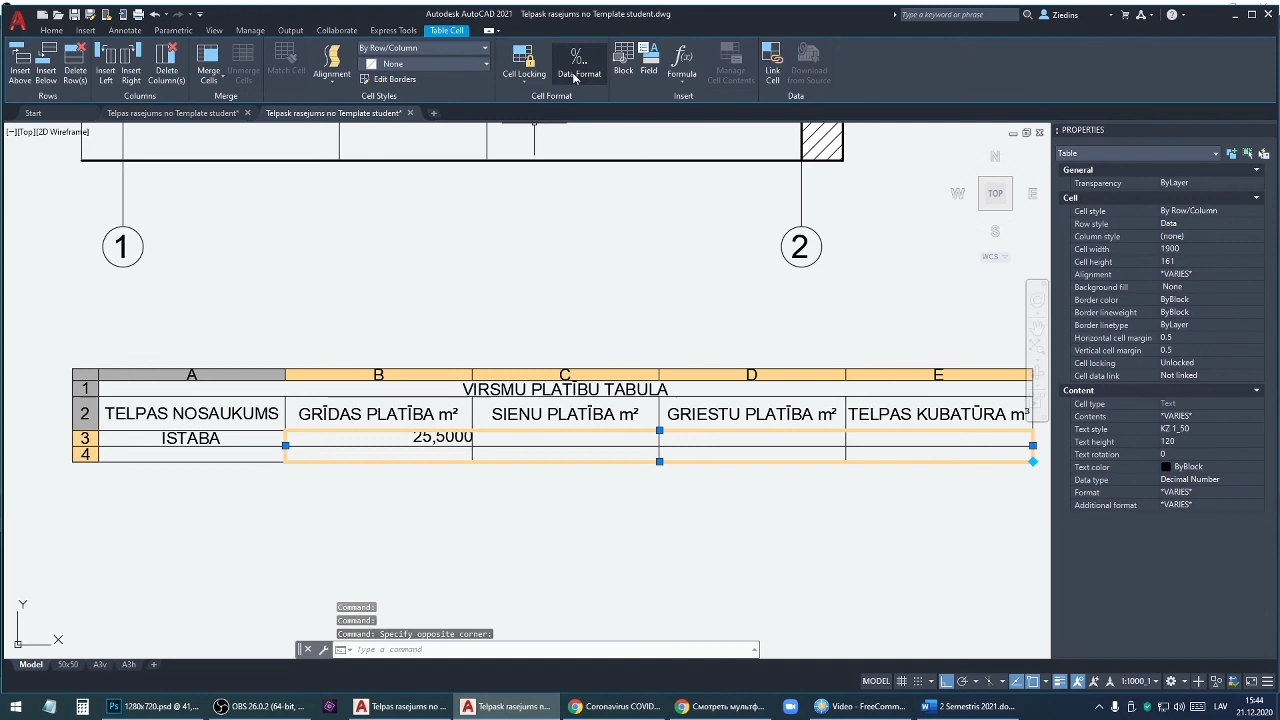 Autodesk AutoCAD 2021 Telpask rasejums no Template student.dwg
Type a keyword or phrase
Ziedins
Home Insert Annotate Parametric View Manage Output Collaborate Express Tools Table Cell
Insert Above
Insert Below
Delete Row(s)
Insert Left
Insert Right
Delete Column(s)
Merge Cells
Unmerge Cells
Match Cell
Alignment
By Row/Column
None
Edit Borders
Cell Locking
Data Format
Block
Field
Formula
Manage Cell Contents
Link Cell
Download from Source
Rows Columns Merge Cell Styles Cell Format Insert Data
Start Telpas rasejums no Template student* Telpask rasejums no Template student*
[−][Top][2D Wireframe]
N
W TOP E
S
WCS
1 2
A B C D E
1 VIRSMU PLATĪBU TABULA
2 TELPAS NOSAUKUMS GRĪDAS PLATĪBA m² SIENU PLATĪBA m² GRIESTU PLATĪBA m² TELPAS KUBATŪRA m³
3 ISTABA 25,5000
4
Y
X
Command:
Command:
Command: Specify opposite corner:
Type a command
PROPERTIES
Table
General
Transparency ByLayer
Cell
Cell style By Row/Column
Row style Data
Column style (none)
Cell width 1900
Cell height 161
Alignment *VARIES*
Background fill None
Border color ByBlock
Border lineweight ByBlock
Border linetype ByLayer
Horizontal cell margin 0.5
Vertical cell margin 0.5
Cell locking Unlocked
Cell data link Not linked
Content
Cell type Text
Contents *VARIES*
Text style KZ 1_50
Text height 120
Text rotation 0
Text color ByBlock
Data type Decimal Number
Format *VARIES*
Additional format *VARIES*
Model 50x50 A3v A3h
MODEL 1:1000_1
1280x720.psd @ 41,... OBS 26.0.2 (64-bit, ... Telpas rasejums no ... Telpask rasejums n... Coronavirus COVID... Смотреть мультф... Video - FreeComm... 2 Semestris 2021.do...
LAV
15:44
21.12.2020